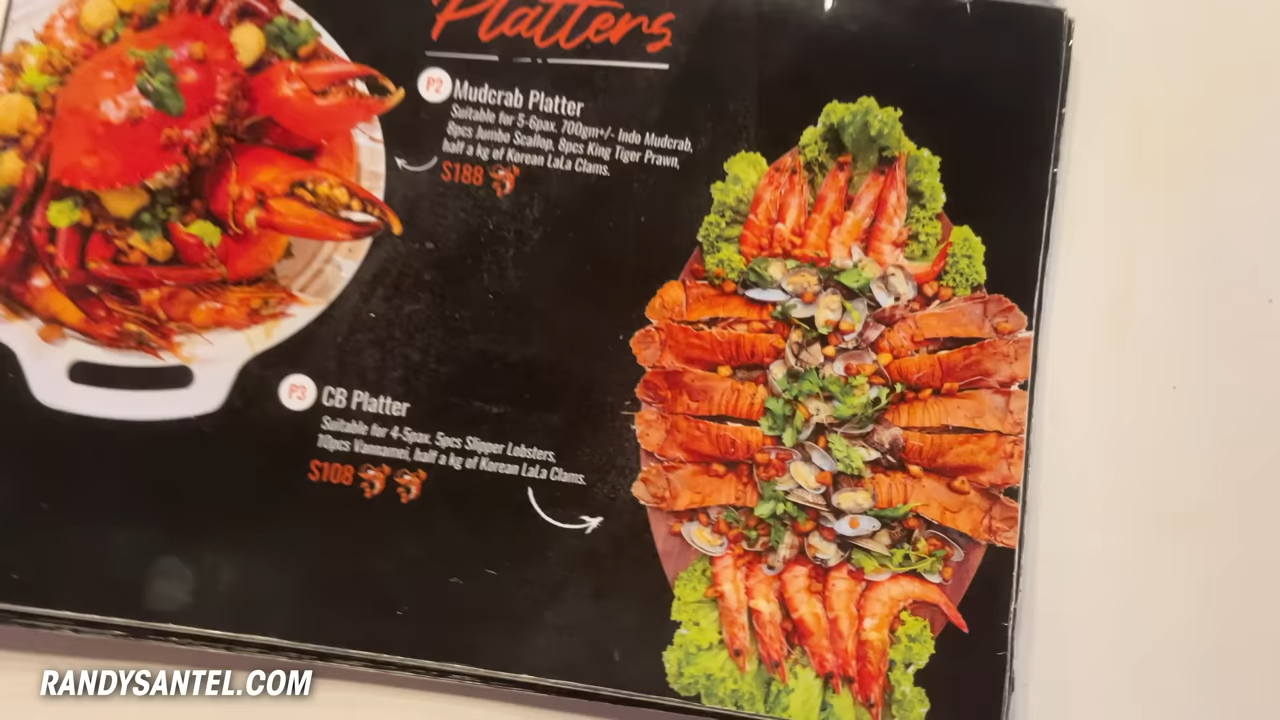 Platters
P2 Mudcrab Platter
Suitable for 5-6pax. 700gm+/- Indo Mudcrab,
8pcs Jumbo Scallop, 8pcs King Tiger Prawn,
half a kg of Korean LaLa Clams.
$188
P3 CB Platter
Suitable for 4-5pax. 5pcs Slipper Lobsters,
10pcs Vannamei, half a kg of Korean LaLa Clams.
$108
RANDYSANTEL.COM